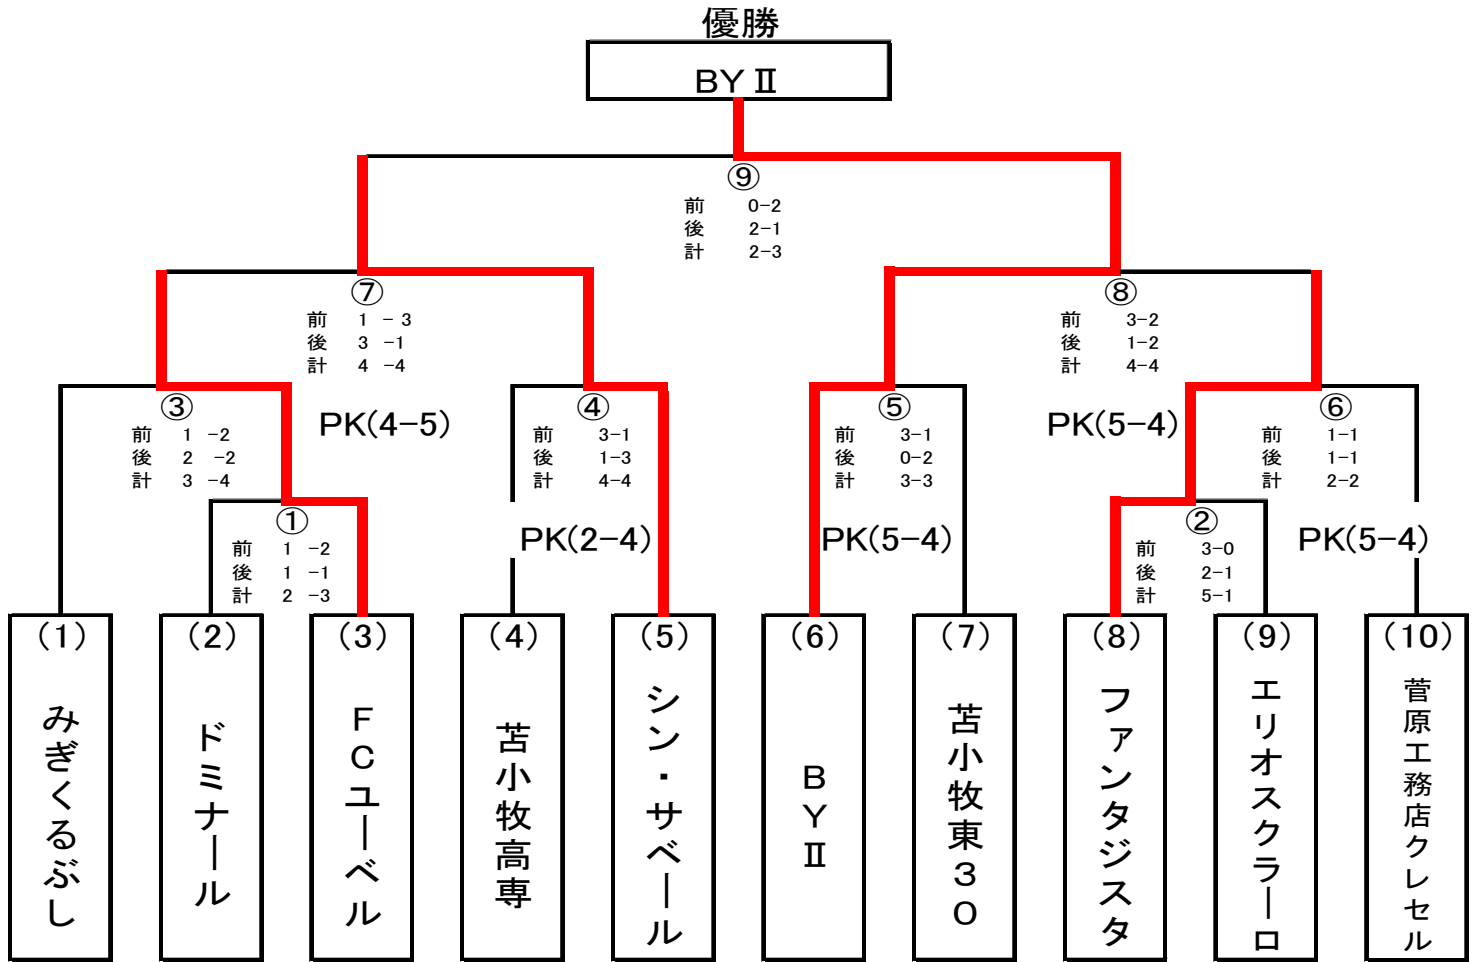 優勝
BYⅡ
⑨
前 0-2
後 2-1
計 2-3
⑦
前 1 -3
後 3 -1
計 4 -4
PK(4-5)
⑧
前 3-2
後 1-2
計 4-4
PK(5-4)
③
前 1 -2
後 2 -2
計 3 -4
④
前 3-1
後 1-3
計 4-4
PK(2-4)
⑤
前 3-1
後 0-2
計 3-3
PK(5-4)
⑥
前 1-1
後 1-1
計 2-2
PK(5-4)
①
前 1 -2
後 1 -1
計 2 -3
②
前 3-0
後 2-1
計 5-1
(1)
みぎくるぶし
(2)
ドミナール
(3)
FCユーベル
(4)
苫小牧高専
(5)
シン・サベール
(6)
BYⅡ
(7)
苫小牧東30
(8)
ファンタジスタ
(9)
エリオスクラーロ
(10)
菅原工務店クレセル